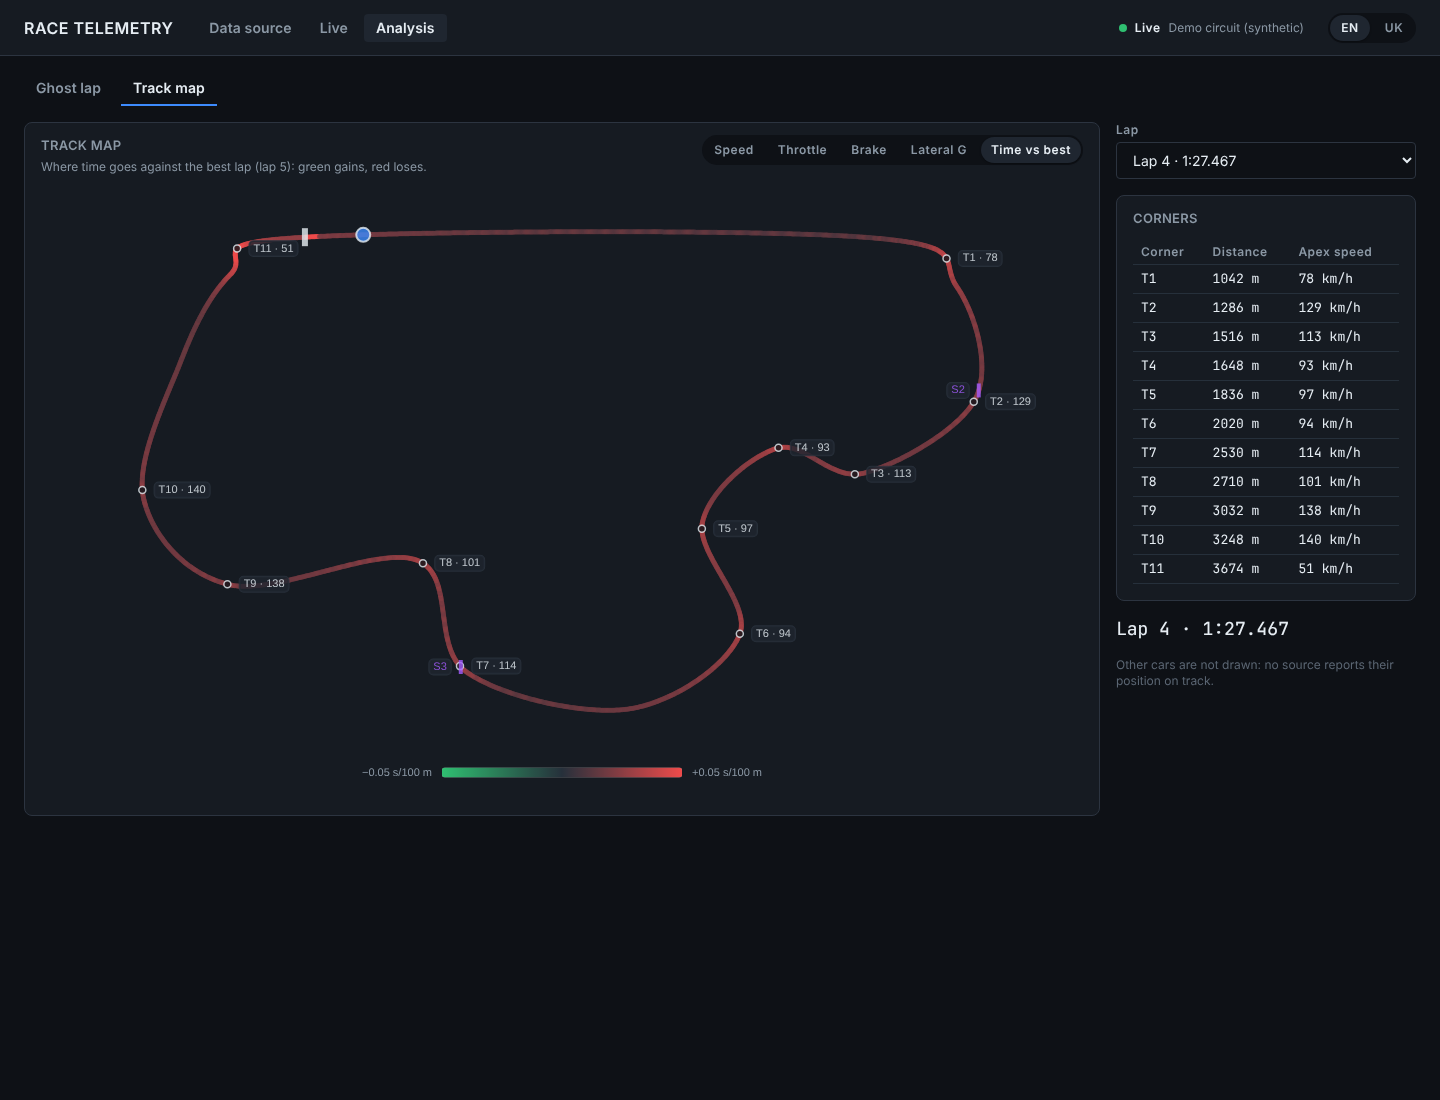 RACE TELEMETRY
Data source
Live
Analysis
Live Demo circuit (synthetic)
EN
UK
Ghost lap
Track map
TRACK MAP
Where time goes against the best lap (lap 5): green gains, red loses.
Speed
Throttle
Brake
Lateral G
Time vs best
T11 · 51
T1 · 78
S2
T2 · 129
T4 · 93
T3 · 113
T10 · 140
T5 · 97
T8 · 101
T9 · 138
T6 · 94
S3
T7 · 114
−0.05 s/100 m
+0.05 s/100 m
Lap
Lap 4 · 1:27.467
CORNERS
Corner Distance Apex speed
T1 1042 m 78 km/h
T2 1286 m 129 km/h
T3 1516 m 113 km/h
T4 1648 m 93 km/h
T5 1836 m 97 km/h
T6 2020 m 94 km/h
T7 2530 m 114 km/h
T8 2710 m 101 km/h
T9 3032 m 138 km/h
T10 3248 m 140 km/h
T11 3674 m 51 km/h
Lap 4 · 1:27.467
Other cars are not drawn: no source reports their
position on track.